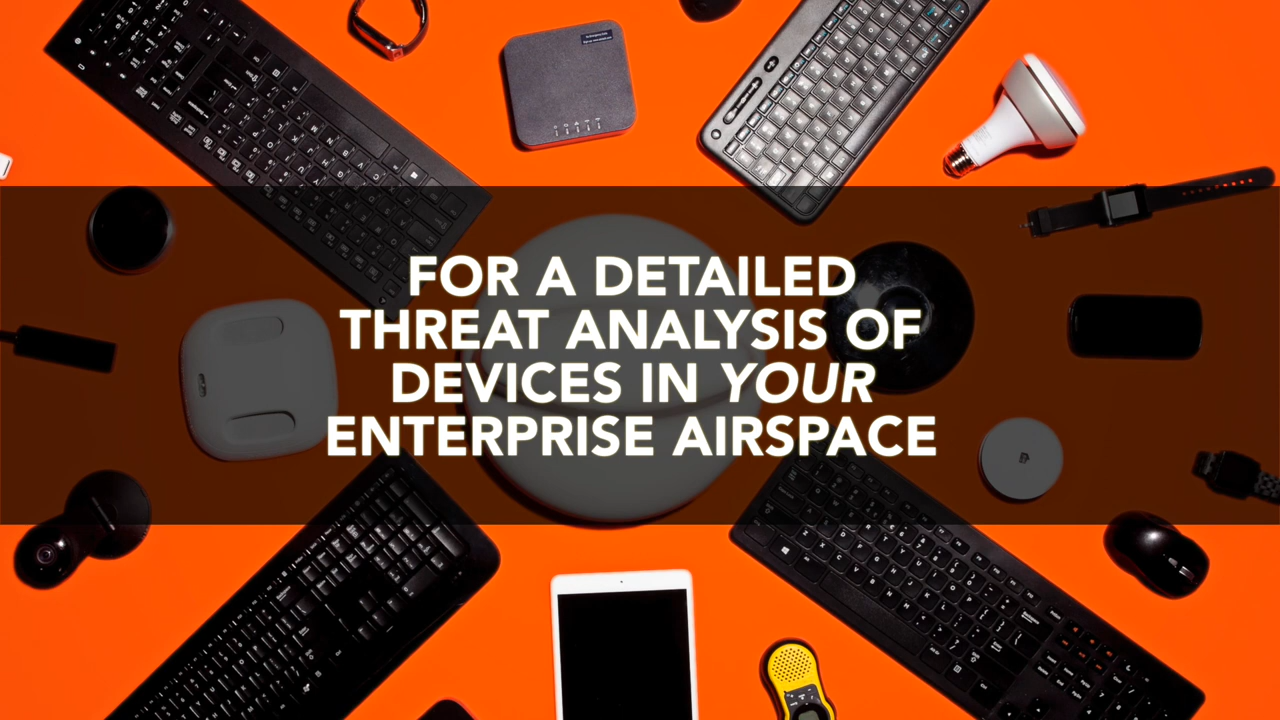 FOR A DETAILED
THREAT ANALYSIS OF
DEVICES IN YOUR
ENTERPRISE AIRSPACE